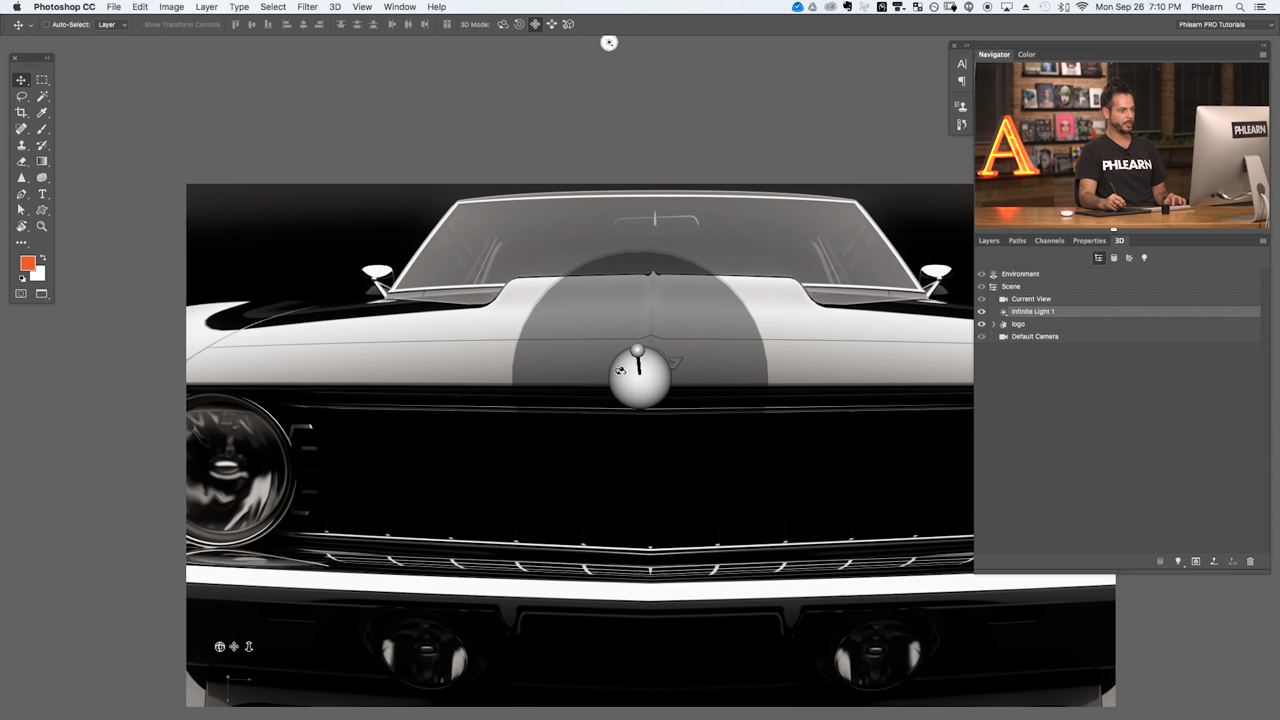 Photoshop CC File Edit Image Layer Type Select Filter 3D View Window Help Mon Sep 26 7:10 PM Phlearn
Auto-Select: Layer Show Transform Controls 3D Mode: Phlearn PRO Tutorials
Navigator Color
A
PHLEARN
PHLEARN
Layers Paths Channels Properties 3D
Environment
Scene
Current View
Infinite Light 1
logo
Default Camera